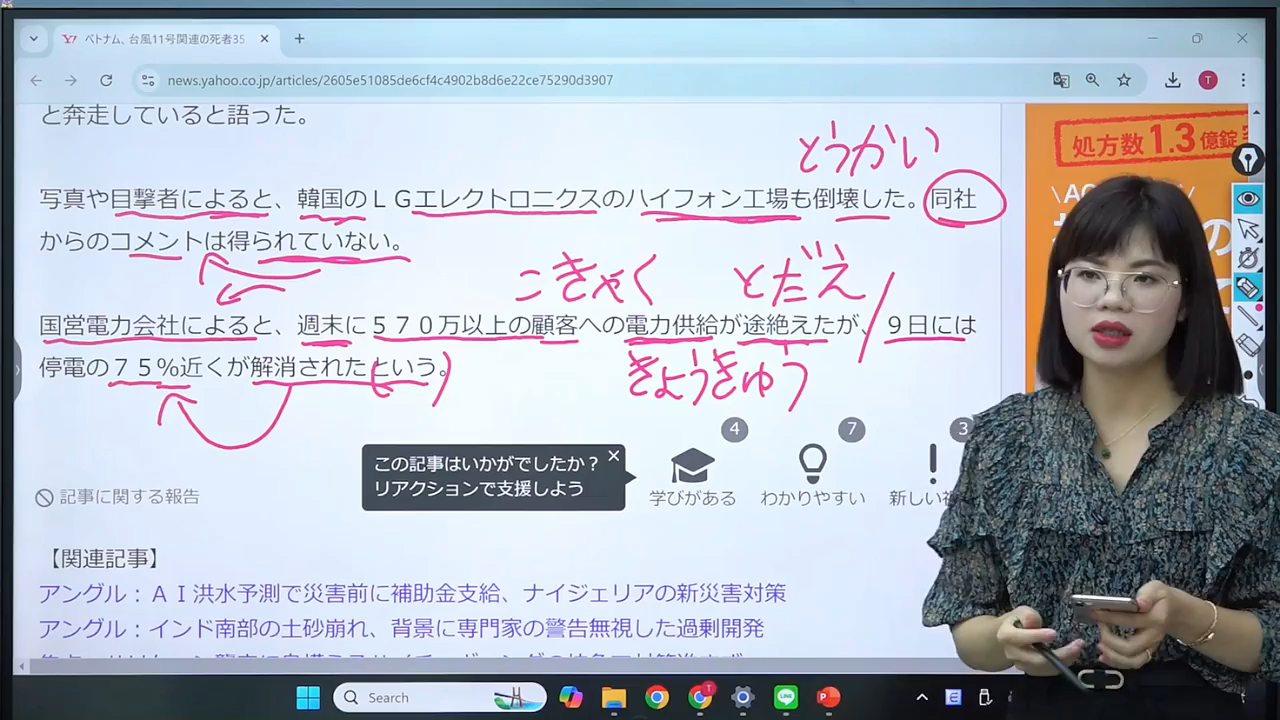 ベトナム、台風11号関連の死者35
news.yahoo.co.jp/articles/2605e51085de6cf4c4902b8d6e22ce75290d3907
T
と奔走していると語った。
とうかい
写真や目撃者によると、韓国のＬＧエレクトロニクスのハイフォン工場も倒壊した。同社
からのコメントは得られていない。
こきゃく とだえ
国営電力会社によると、週末に５７０万以上の顧客への電力供給が途絶えたが、９日には
停電の７５％近くが解消されたという。
きょうきゅう
処方数1.3億錠
4 7 3
この記事はいかがでしたか？
リアクションで支援しよう
学びがある わかりやすい 新しい
記事に関する報告
【関連記事】
アングル：ＡＩ洪水予測で災害前に補助金支給、ナイジェリアの新災害対策
アングル：インド南部の土砂崩れ、背景に専門家の警告無視した過剰開発
Search